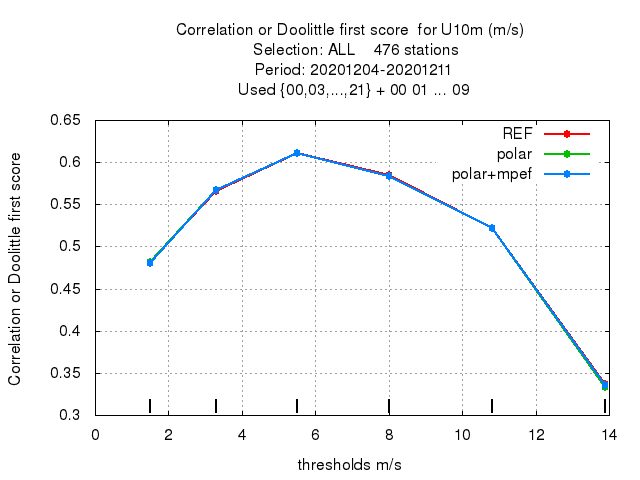 Correlation or Doolittle first score  for U10m (m/s)
Selection: ALL    476 stations
Period: 20201204-20201211
Used {00,03,...,21} + 00 01 ... 09
Correlation or Doolittle first score
0.65
0.6
0.55
0.5
0.45
0.4
0.35
0.3
REF
polar
polar+mpef
0 2 4 6 8 10 12 14
thresholds m/s